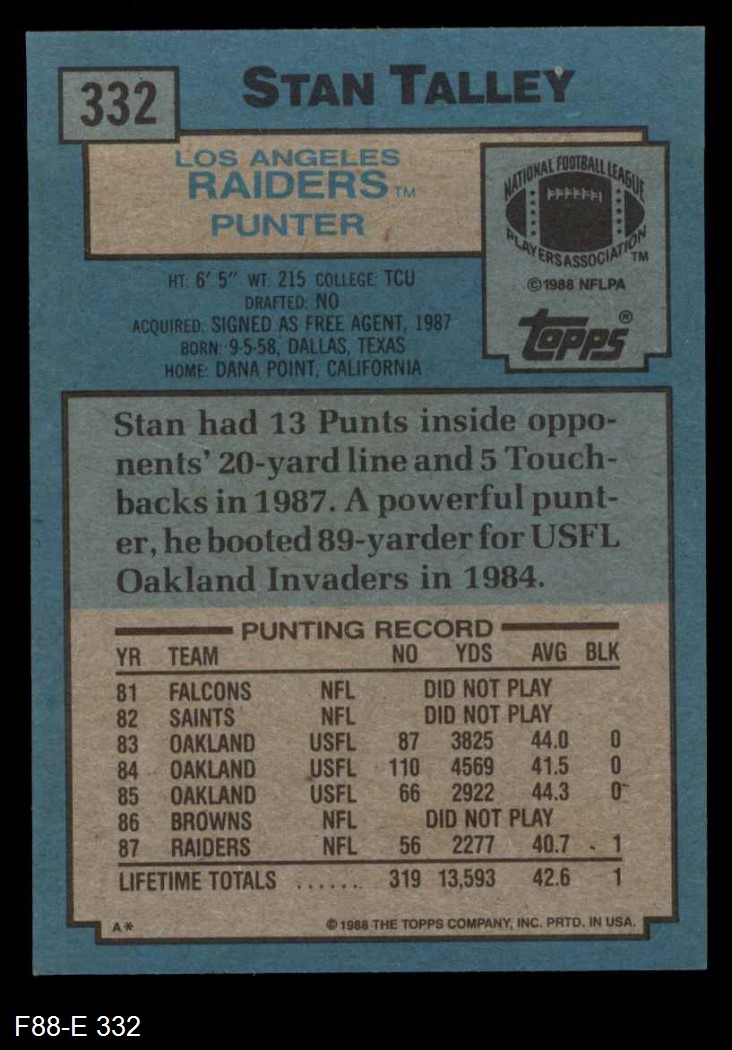 332
STAN TALLEY
LOS ANGELES
RAIDERS™
PUNTER
NATIONAL FOOTBALL LEAGUE
PLAYERS ASSOCIATION™
©1988 NFLPA
topps®
HT: 6' 5" WT: 215 COLLEGE: TCU
DRAFTED: NO
ACQUIRED: SIGNED AS FREE AGENT, 1987
BORN: 9-5-58, DALLAS, TEXAS
HOME: DANA POINT, CALIFORNIA
Stan had 13 Punts inside oppo-
nents' 20-yard line and 5 Touch-
backs in 1987. A powerful punt-
er, he booted 89-yarder for USFL
Oakland Invaders in 1984.
PUNTING RECORD
YR TEAM NO YDS AVG BLK
81 FALCONS NFL DID NOT PLAY
82 SAINTS NFL DID NOT PLAY
83 OAKLAND USFL 87 3825 44.0 0
84 OAKLAND USFL 110 4569 41.5 0
85 OAKLAND USFL 66 2922 44.3 0
86 BROWNS NFL DID NOT PLAY
87 RAIDERS NFL 56 2277 40.7 1
LIFETIME TOTALS ...... 319 13,593 42.6 1
A* ©1988 THE TOPPS COMPANY, INC. PRTD. IN USA.
F88-E 332